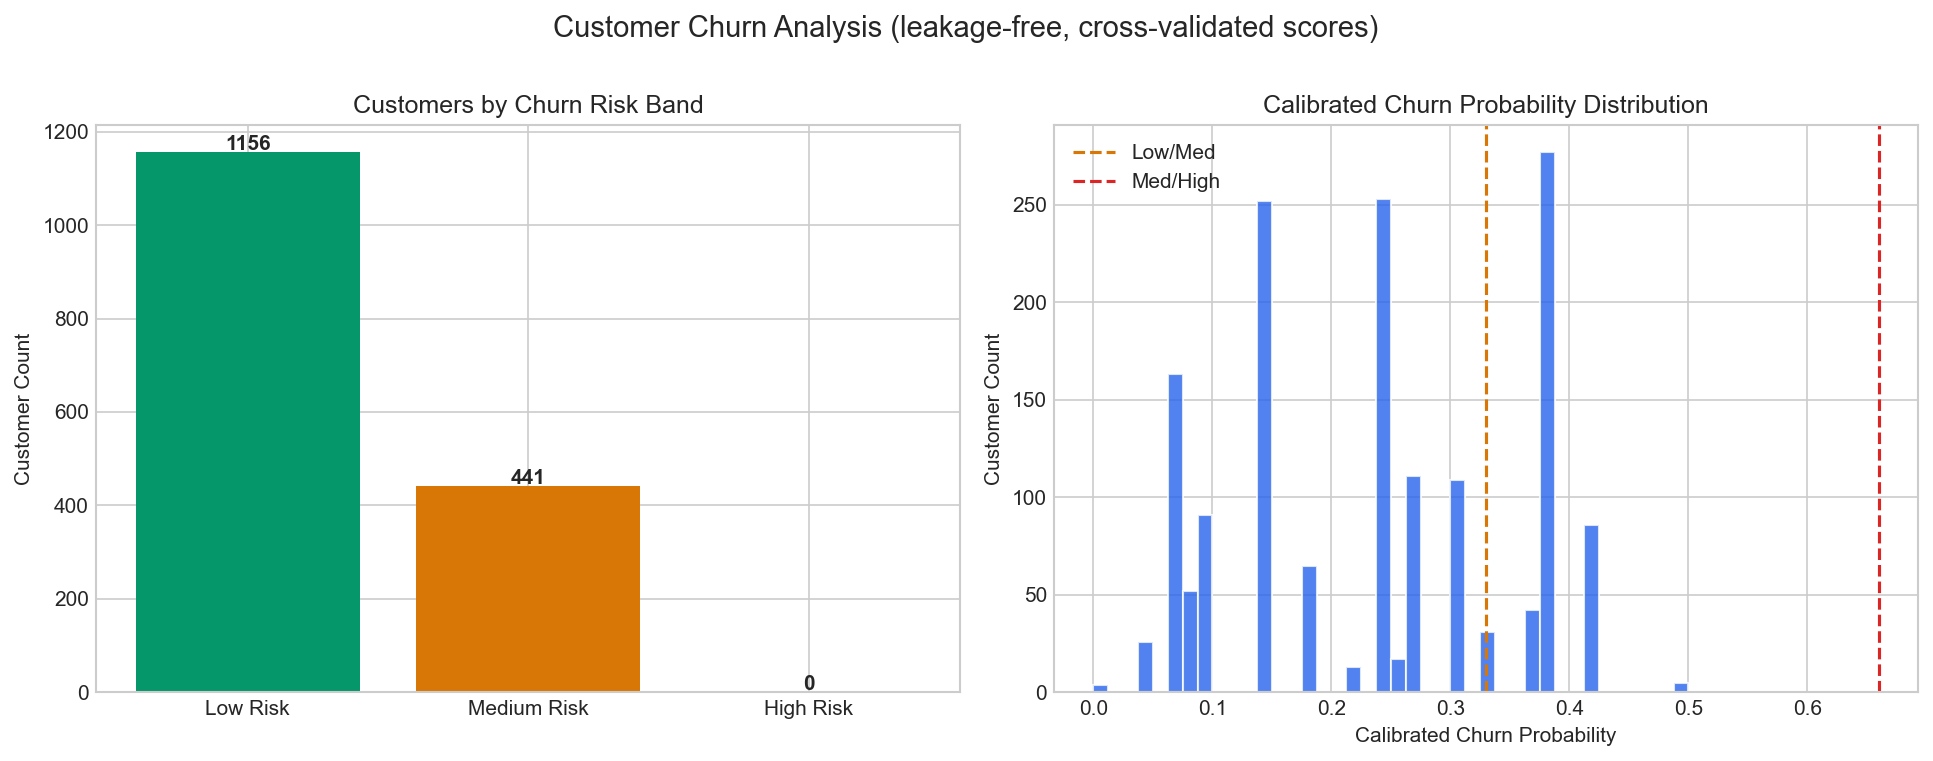 Customer Churn Analysis (leakage-free, cross-validated scores)
Customers by Churn Risk Band
Customer Count
1200
1000
800
600
400
200
0
1156
441
0
Low Risk
Medium Risk
High Risk
Calibrated Churn Probability Distribution
Low/Med
Med/High
Customer Count
250
200
150
100
50
0
0.0
0.1
0.2
0.3
0.4
0.5
0.6
Calibrated Churn Probability